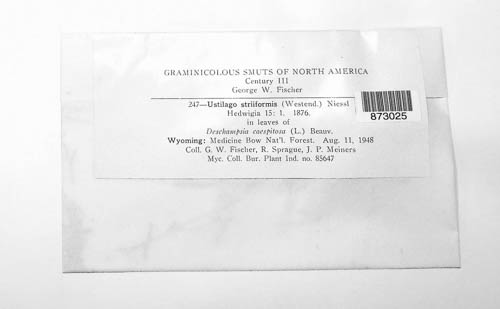 GRAMINICOLOUS SMUTS OF NORTH AMERICA
Century III
George W. Fischer
247—Ustilago striiformis (Westend.) Niessl
Hedwigia 15: 1. 1876.
in leaves of
Deschampsia caespitosa (L.) Beauv.
Wyoming: Medicine Bow Nat'l. Forest. Aug. 11, 1948
Coll. G. W. Fischer, R. Sprague, J. P. Meiners
Myc. Coll. Bur. Plant Ind. no. 85647
873025